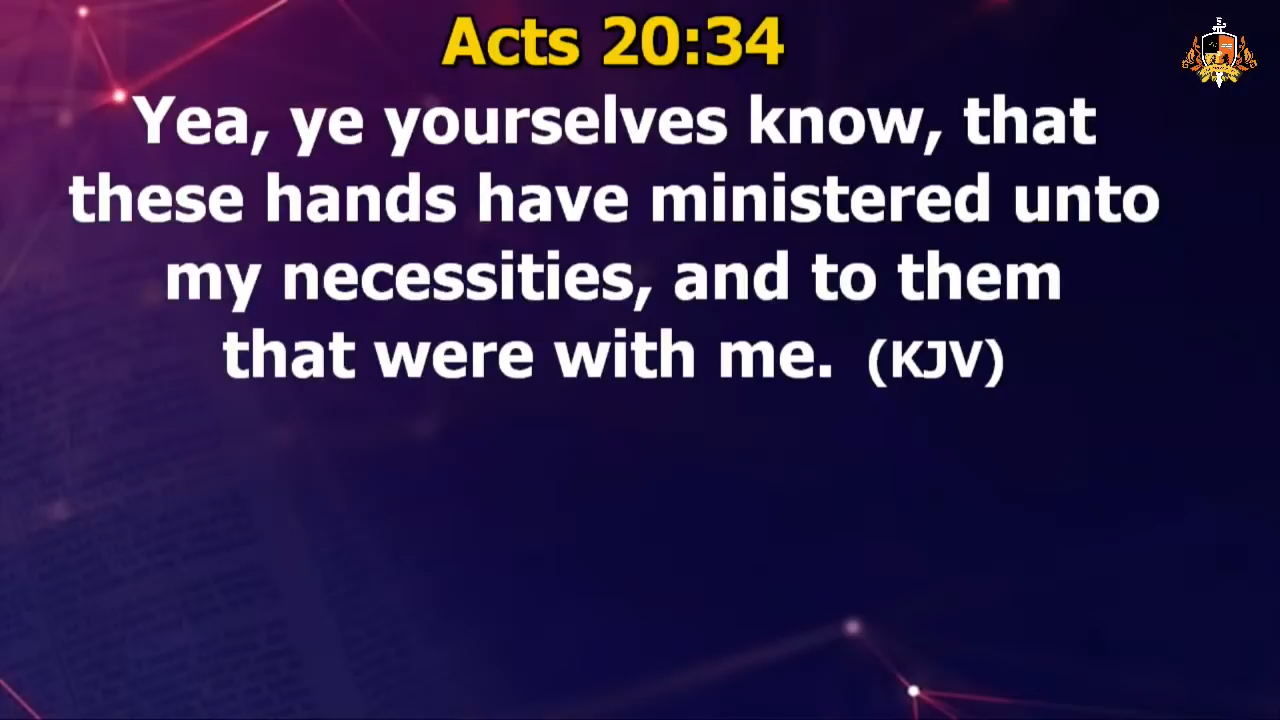 Acts 20:34
Yea, ye yourselves know, that
these hands have ministered unto
my necessities, and to them
that were with me. (KJV)